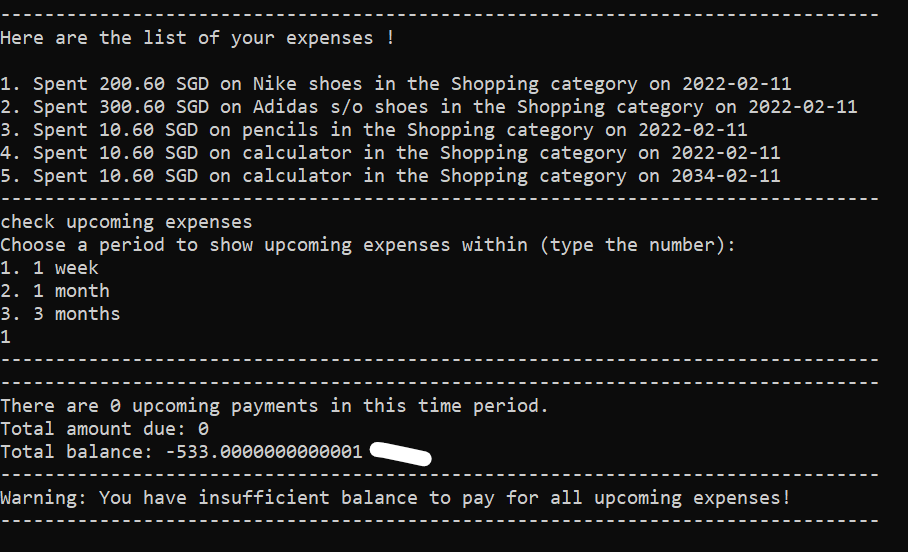 --------------------------------------------------------------------------------
Here are the list of your expenses !
1. Spent 200.60 SGD on Nike shoes in the Shopping category on 2022-02-11
2. Spent 300.60 SGD on Adidas s/o shoes in the Shopping category on 2022-02-11
3. Spent 10.60 SGD on pencils in the Shopping category on 2022-02-11
4. Spent 10.60 SGD on calculator in the Shopping category on 2022-02-11
5. Spent 10.60 SGD on calculator in the Shopping category on 2034-02-11
--------------------------------------------------------------------------------
check upcoming expenses
Choose a period to show upcoming expenses within (type the number):
1. 1 week
2. 1 month
3. 3 months
1
--------------------------------------------------------------------------------
--------------------------------------------------------------------------------
There are 0 upcoming payments in this time period.
Total amount due: 0
Total balance: -533.0000000000001
--------------------------------------------------------------------------------
Warning: You have insufficient balance to pay for all upcoming expenses!
--------------------------------------------------------------------------------